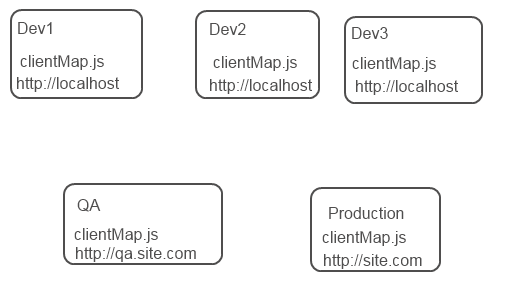 Dev1
clientMap.js
http://localhost
Dev2
clientMap.js
http://localhost
Dev3
clientMap.js
http://localhost
QA
clientMap.js
http://qa.site.com
Production
clientMap.js
http://site.com